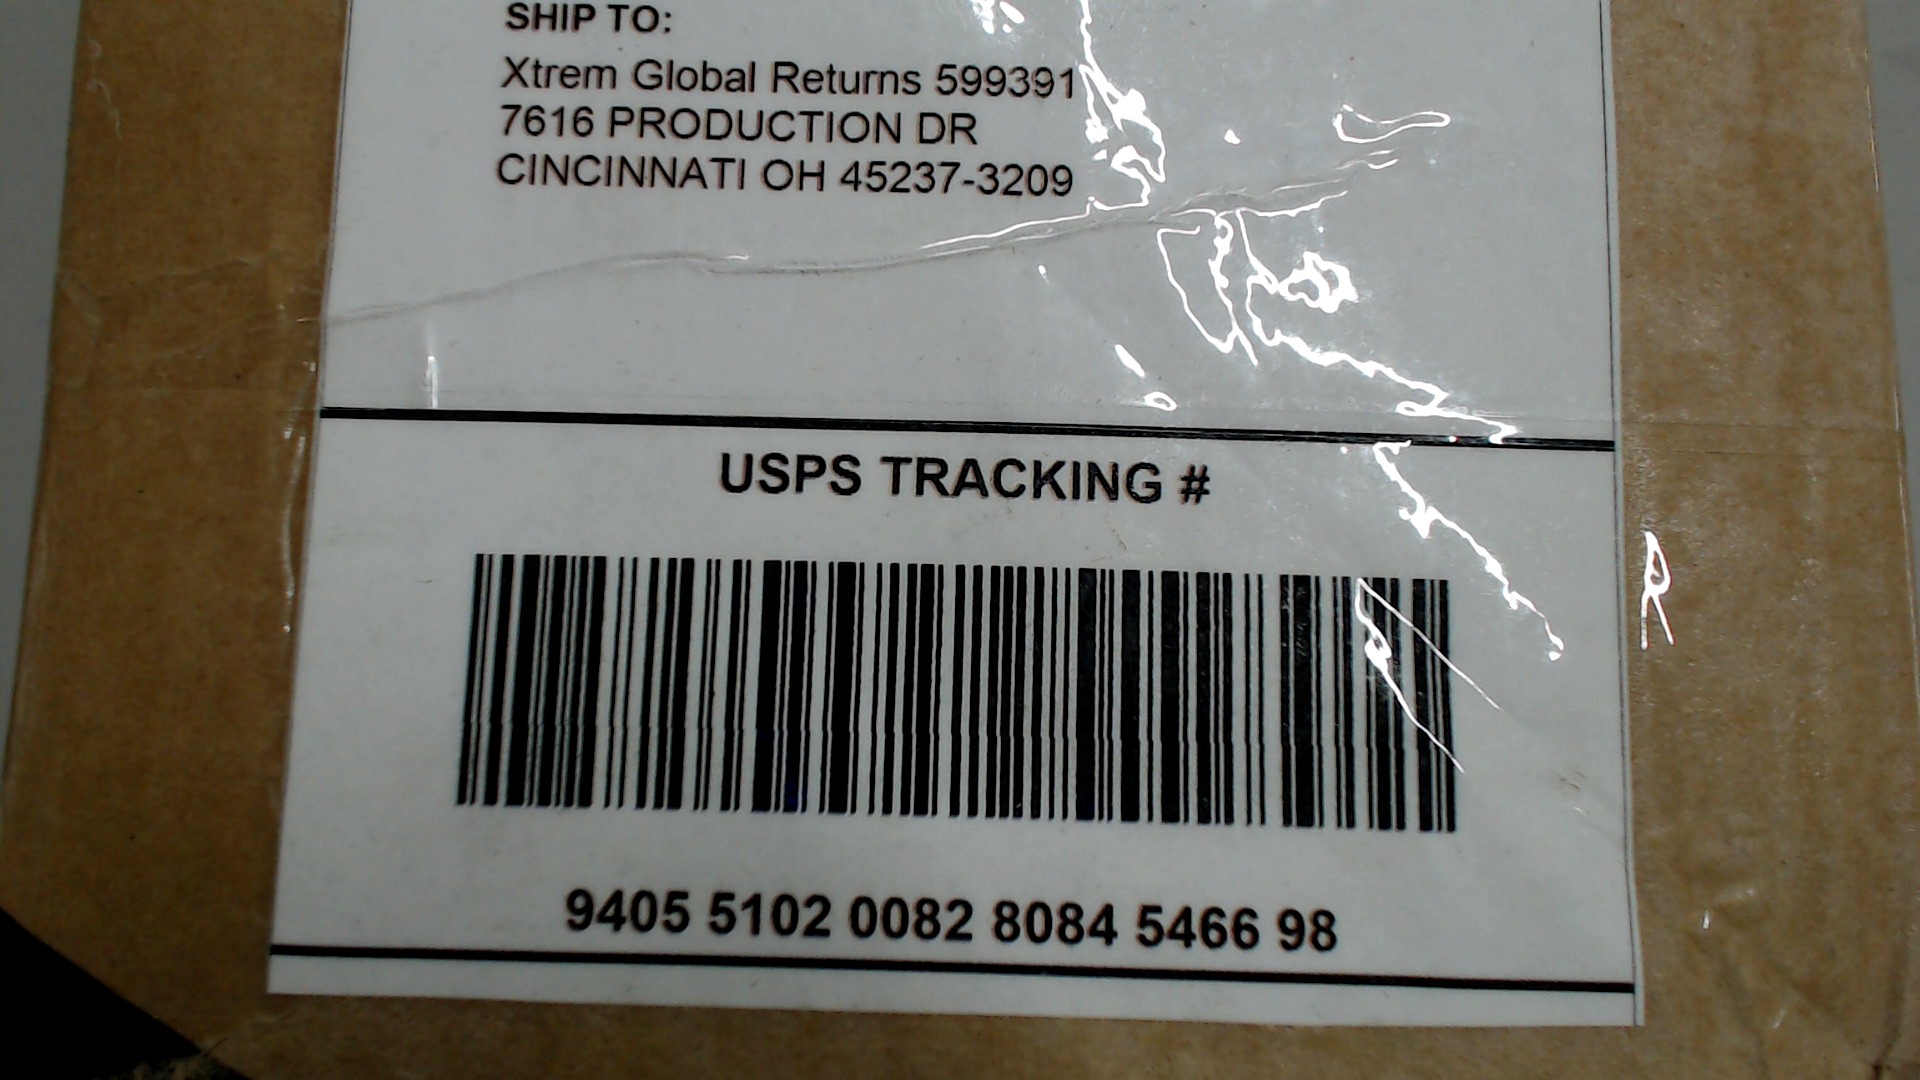 SHIP TO:
Xtrem Global Returns 599391
7616 PRODUCTION DR
CINCINNATI OH 45237-3209
USPS TRACKING #
9405 5102 0082 8084 5466 98